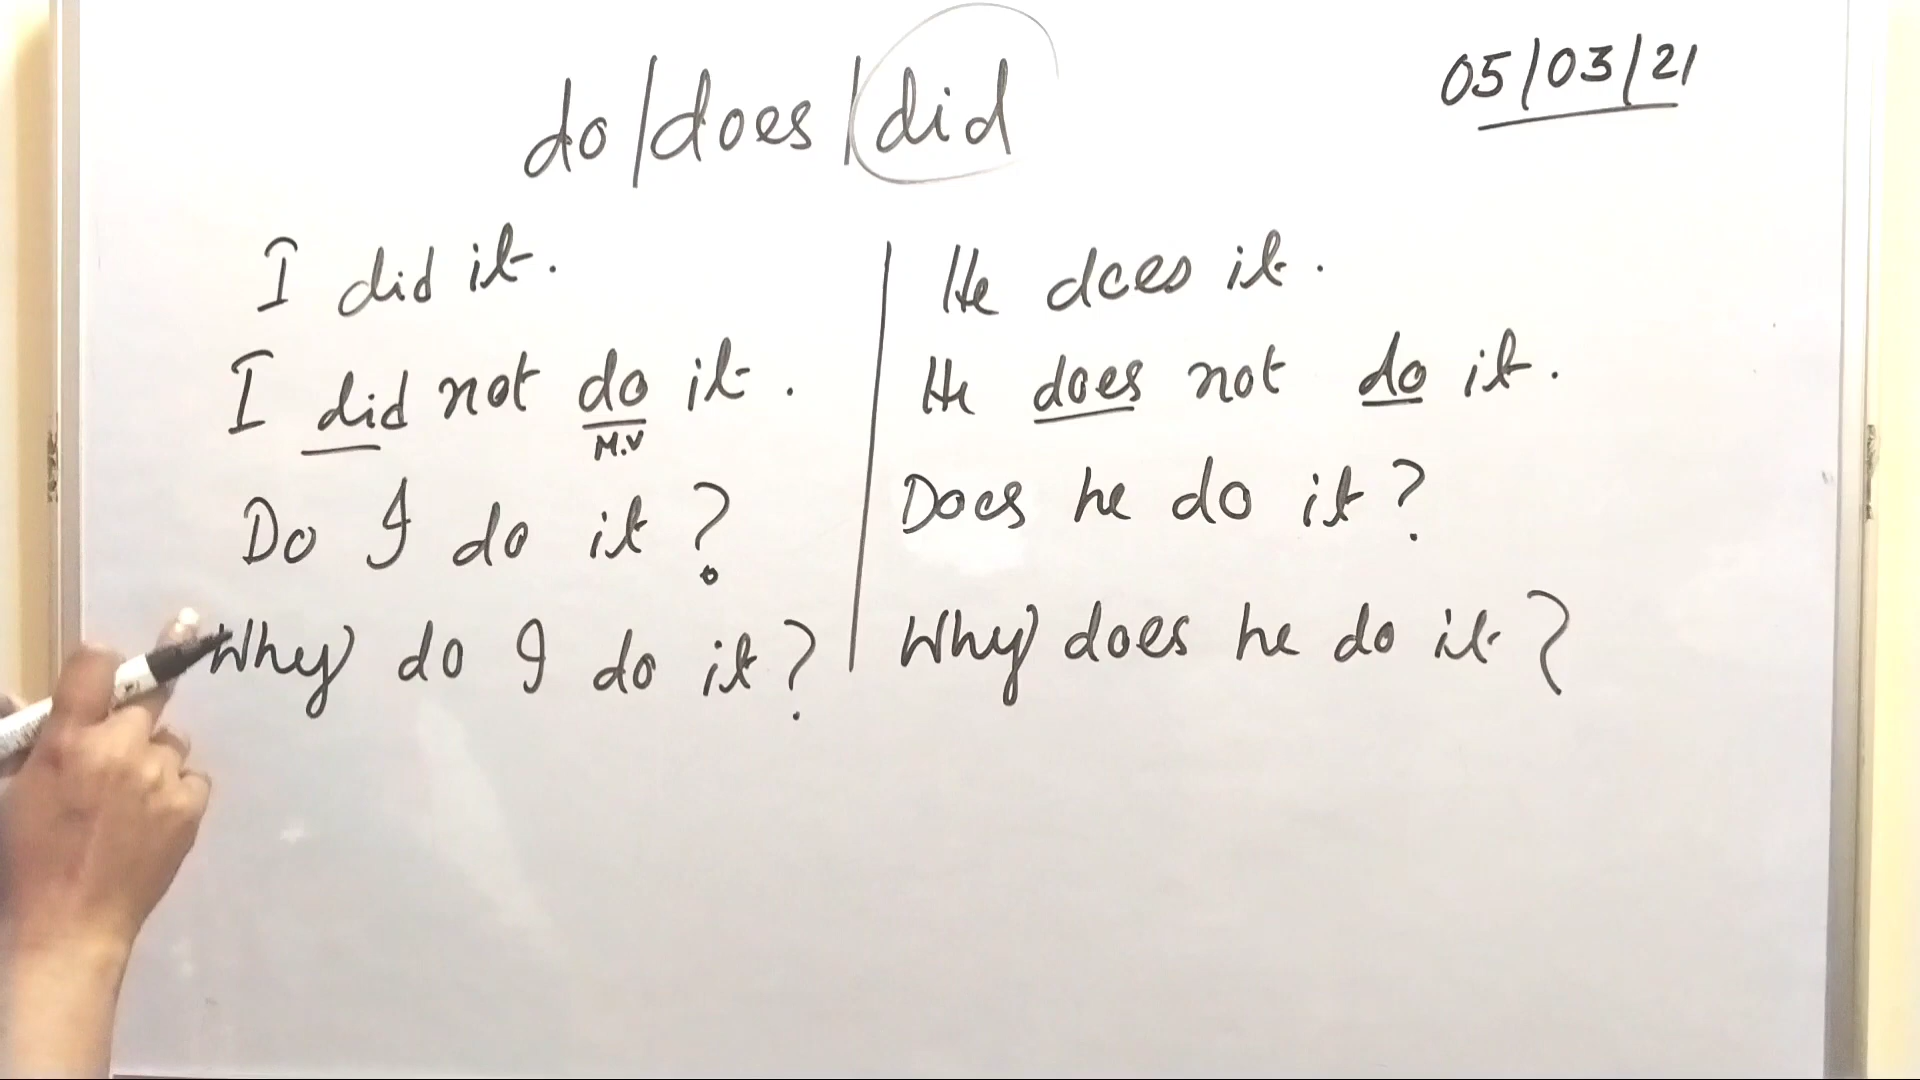 do/does/did
05/03/21
I did it.
I did not do it.
M.V
Do I do it?
Why do I do it?
He does it.
He does not do it.
Does he do it?
Why does he do it?